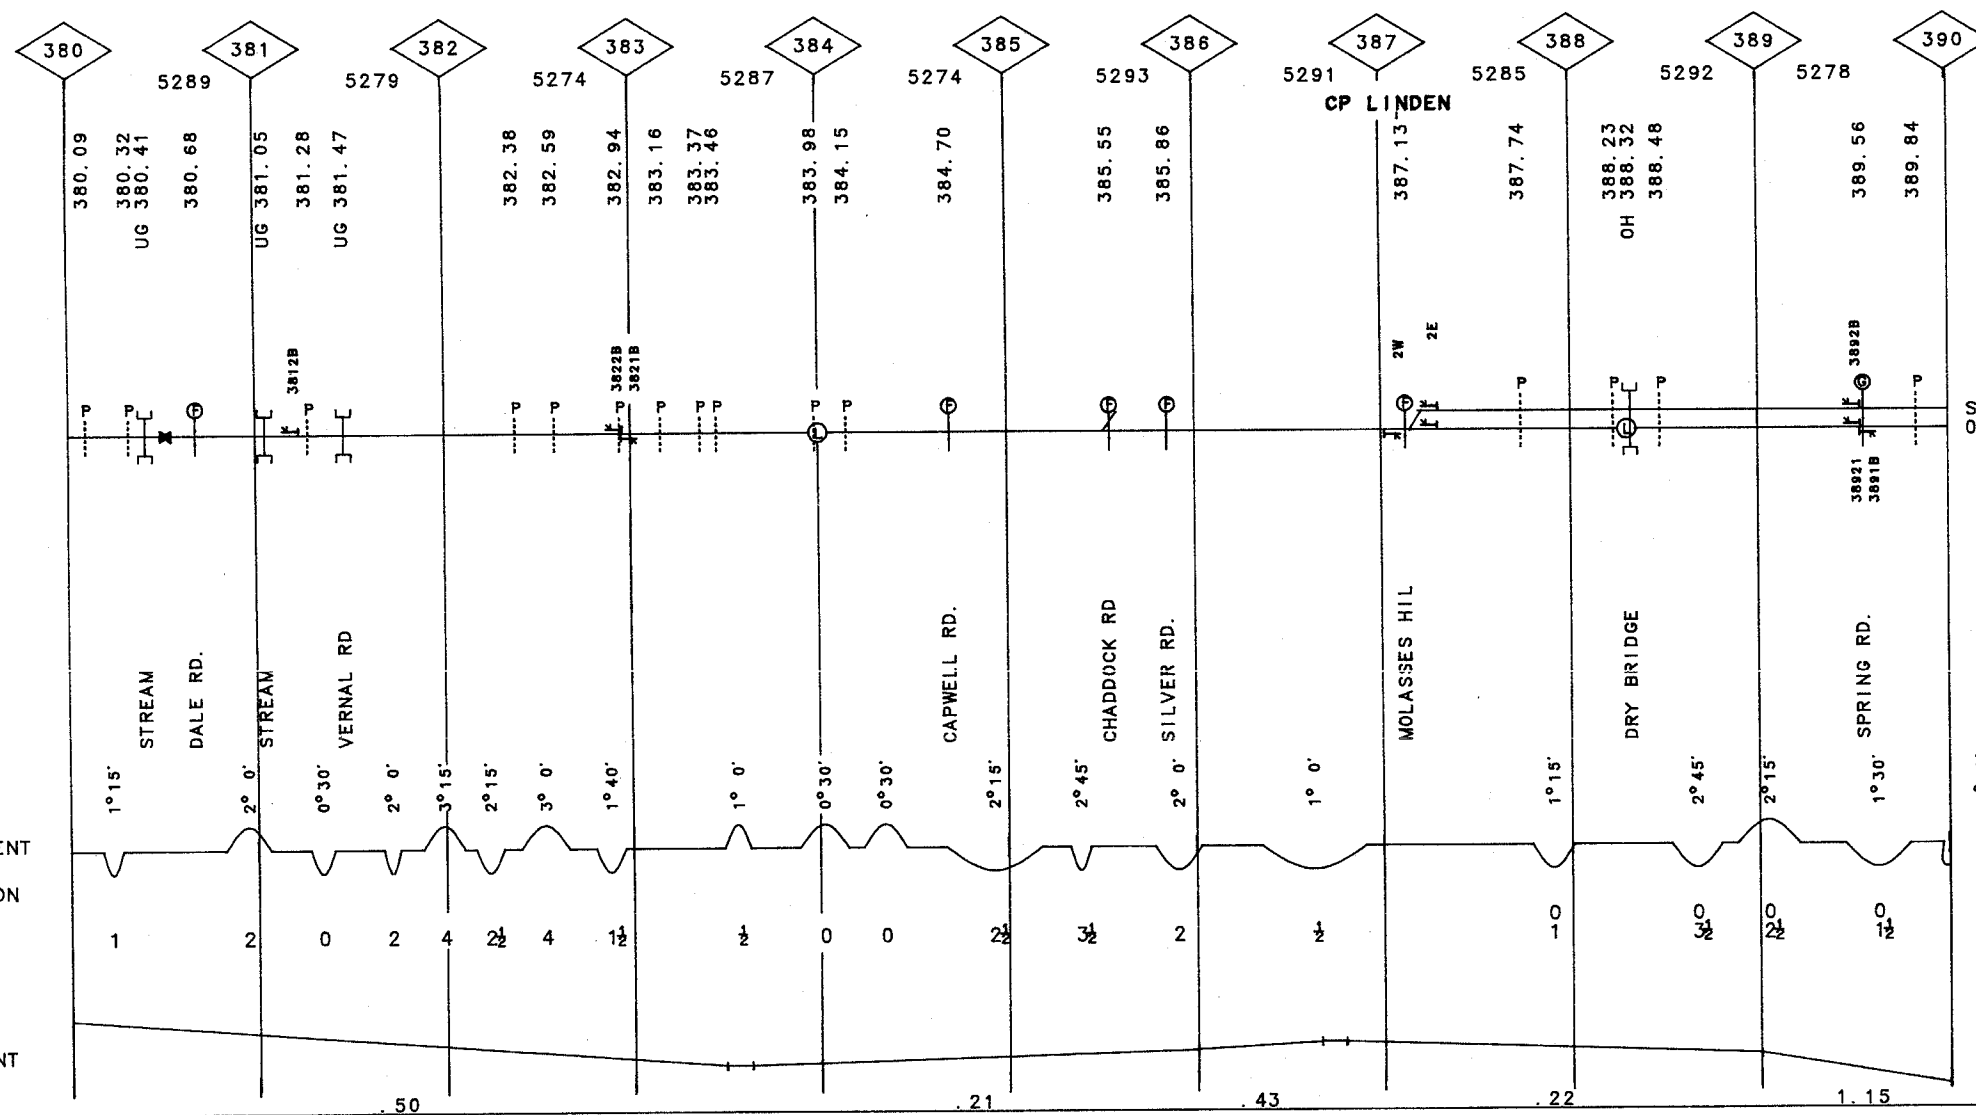 380 381 382 383 384 385 386 387 388 389 390
5289 5279 5274 5287 5274 5293 5291 5285 5292 5278
CP LINDEN
380.09
380.32
UG 380.41
380.68
UG 381.05
381.28
UG 381.47
382.38
382.59
382.94
383.16
383.37
383.46
383.98
384.15
384.70
385.55
385.86
387.13
387.74
388.23
OH 388.32
388.48
389.56
389.84
3812B
3822B
3821B
2W
2E
3892B
P P F P P P P P P P P P F F F F P P P G P
L L
S
O
38921
3891B
STREAM
DALE RD.
STREAM
VERNAL RD
CAPWELL RD.
CHADDOCK RD
SILVER RD.
MOLASSES HIL
DRY BRIDGE
SPRING RD.
1°15' 2° 0' 0°30' 2° 0' 3°15' 2°15' 3° 0' 1°40' 1° 0' 0°30' 0°30' 2°15' 2°45' 2° 0' 1° 0' 1°15' 2°45' 2°15' 1°30'
ENT
ON
0 0 0 0
1 2 0 2 4 2½ 4 1½ ½ 0 0 2½ 3½ 2 ½ 1 3½ 2½ 1½
NT
.50 .21 .43 .22 1.15